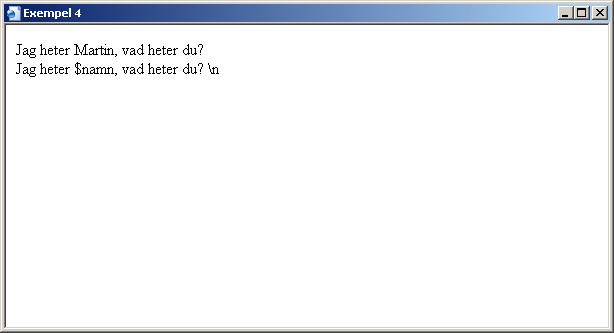 Exempel 4
Jag heter Martin, vad heter du?
Jag heter $namn, vad heter du? \n